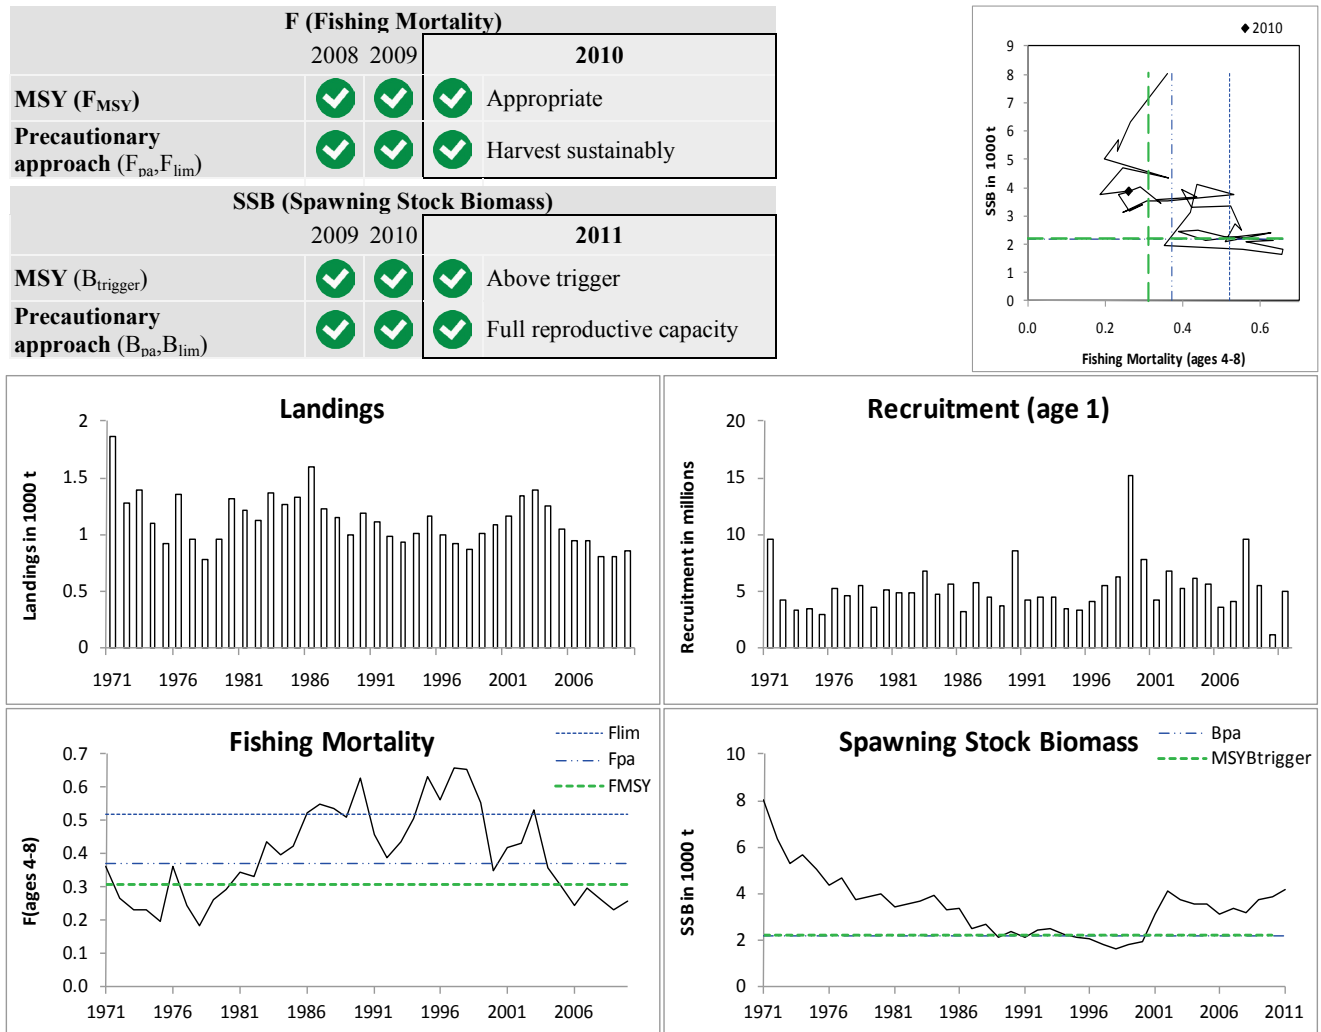 F (Fishing Mortality)
2008 2009 2010
MSY (FMSY) Appropriate
Precautionary
approach (Fpa,Flim) Harvest sustainably
SSB (Spawning Stock Biomass)
2009 2010 2011
MSY (Btrigger) Above trigger
Precautionary
approach (Bpa,Blim) Full reproductive capacity
2010
9
8
7
6
5
4
3
2
1
0
SSB in 1000 t
0.0 0.2 0.4 0.6
Fishing Mortality (ages 4-8)
Landings
2
1.5
1
0.5
0
Landings in 1000 t
1971 1976 1981 1986 1991 1996 2001 2006
Recruitment (age 1)
20
15
10
5
0
Recruitment in millions
1971 1976 1981 1986 1991 1996 2001 2006
Fishing Mortality
Flim
Fpa
FMSY
0.7
0.6
0.5
0.4
0.3
0.2
0.1
0.0
F(ages 4-8)
1971 1976 1981 1986 1991 1996 2001 2006
Spawning Stock Biomass
Bpa
MSYBtrigger
10
8
6
4
2
0
SSB in 1000 t
1971 1976 1981 1986 1991 1996 2001 2006 2011